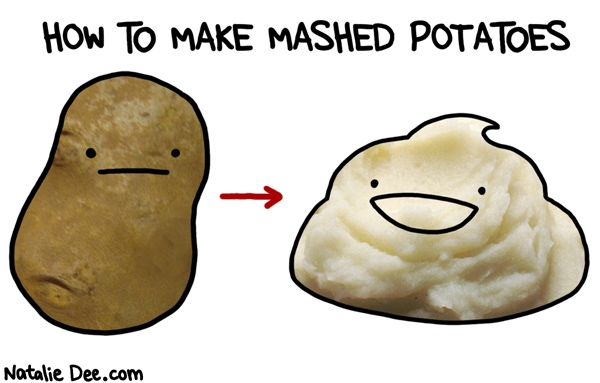 HOW TO MAKE MASHED POTATOES
Natalie Dee.com